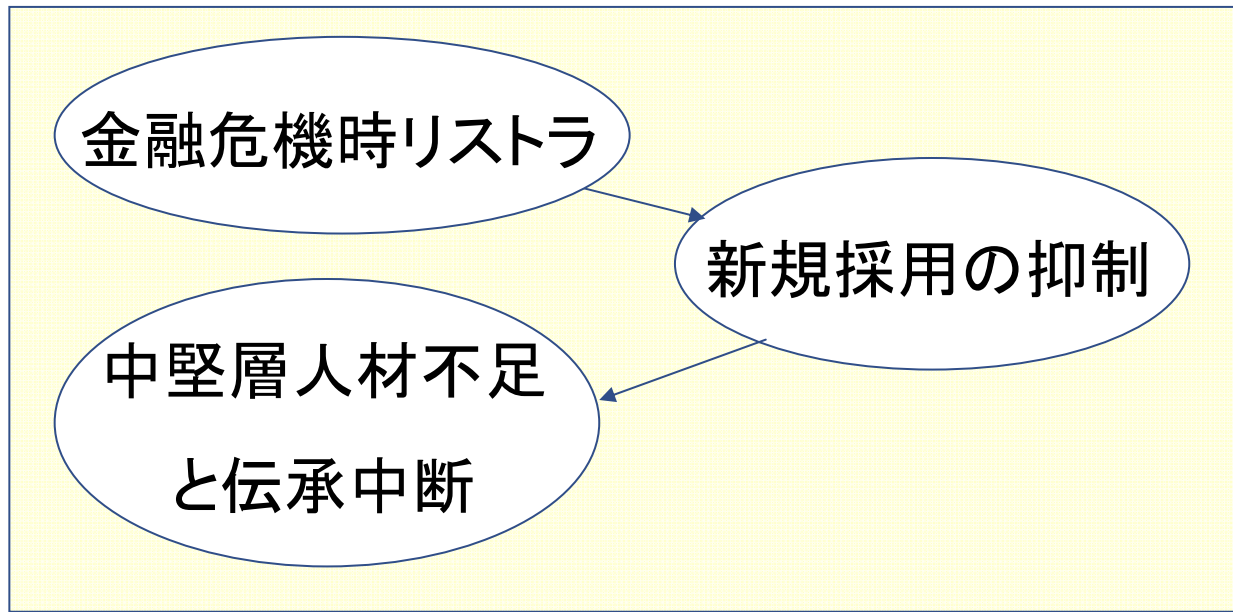 金融危機時リストラ
新規採用の抑制
中堅層人材不足
と伝承中断